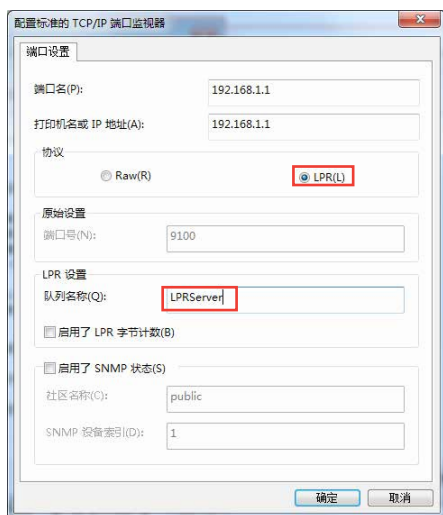 配置标准的 TCP/IP 端口监视器
端口设置
端口名(P): 192.168.1.1
打印机名或 IP 地址(A): 192.168.1.1
协议
Raw(R) LPR(L)
原始设置
端口号(N): 9100
LPR 设置
队列名称(Q): LPRServer
启用了 LPR 字节计数(B)
启用了 SNMP 状态(S)
社区名称(C): public
SNMP 设备索引(D): 1
确定 取消